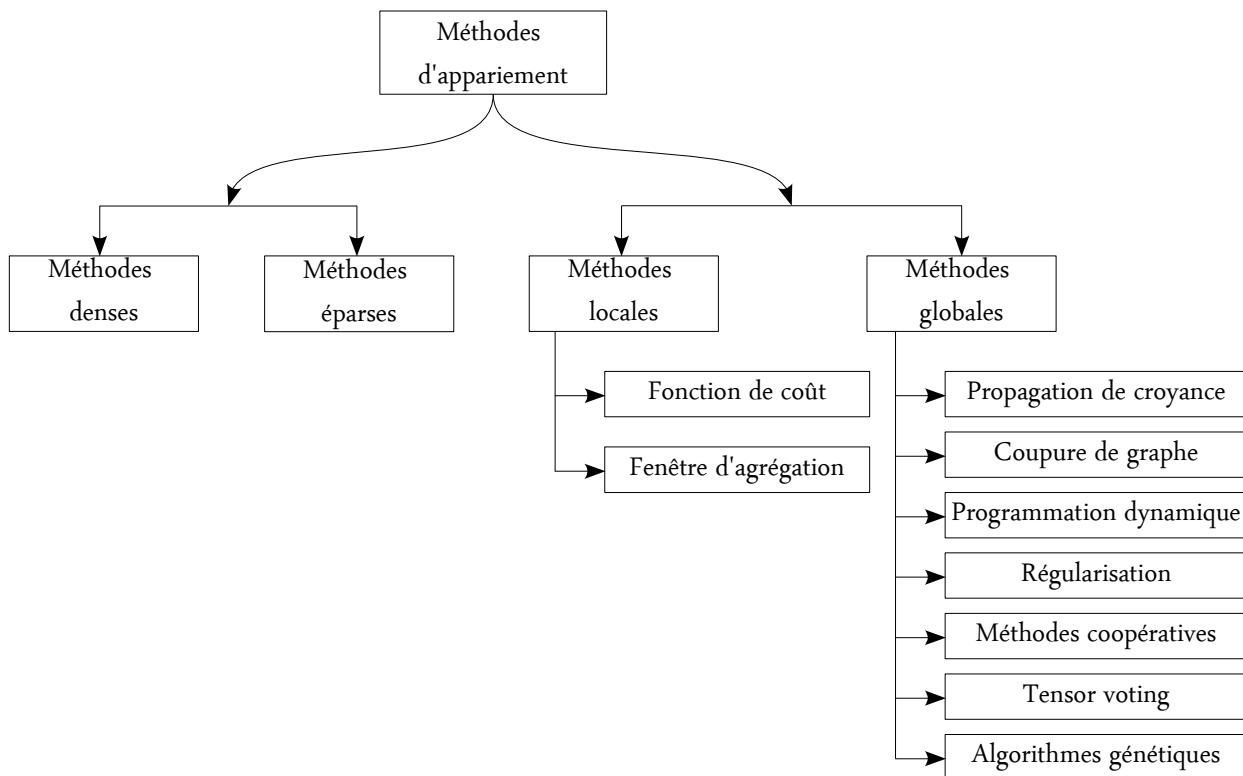 Méthodes
d'appariement
Méthodes
denses
Méthodes
éparses
Méthodes
locales
Méthodes
globales
Fonction de coût
Fenêtre d'agrégation
Propagation de croyance
Coupure de graphe
Programmation dynamique
Régularisation
Méthodes coopératives
Tensor voting
Algorithmes génétiques